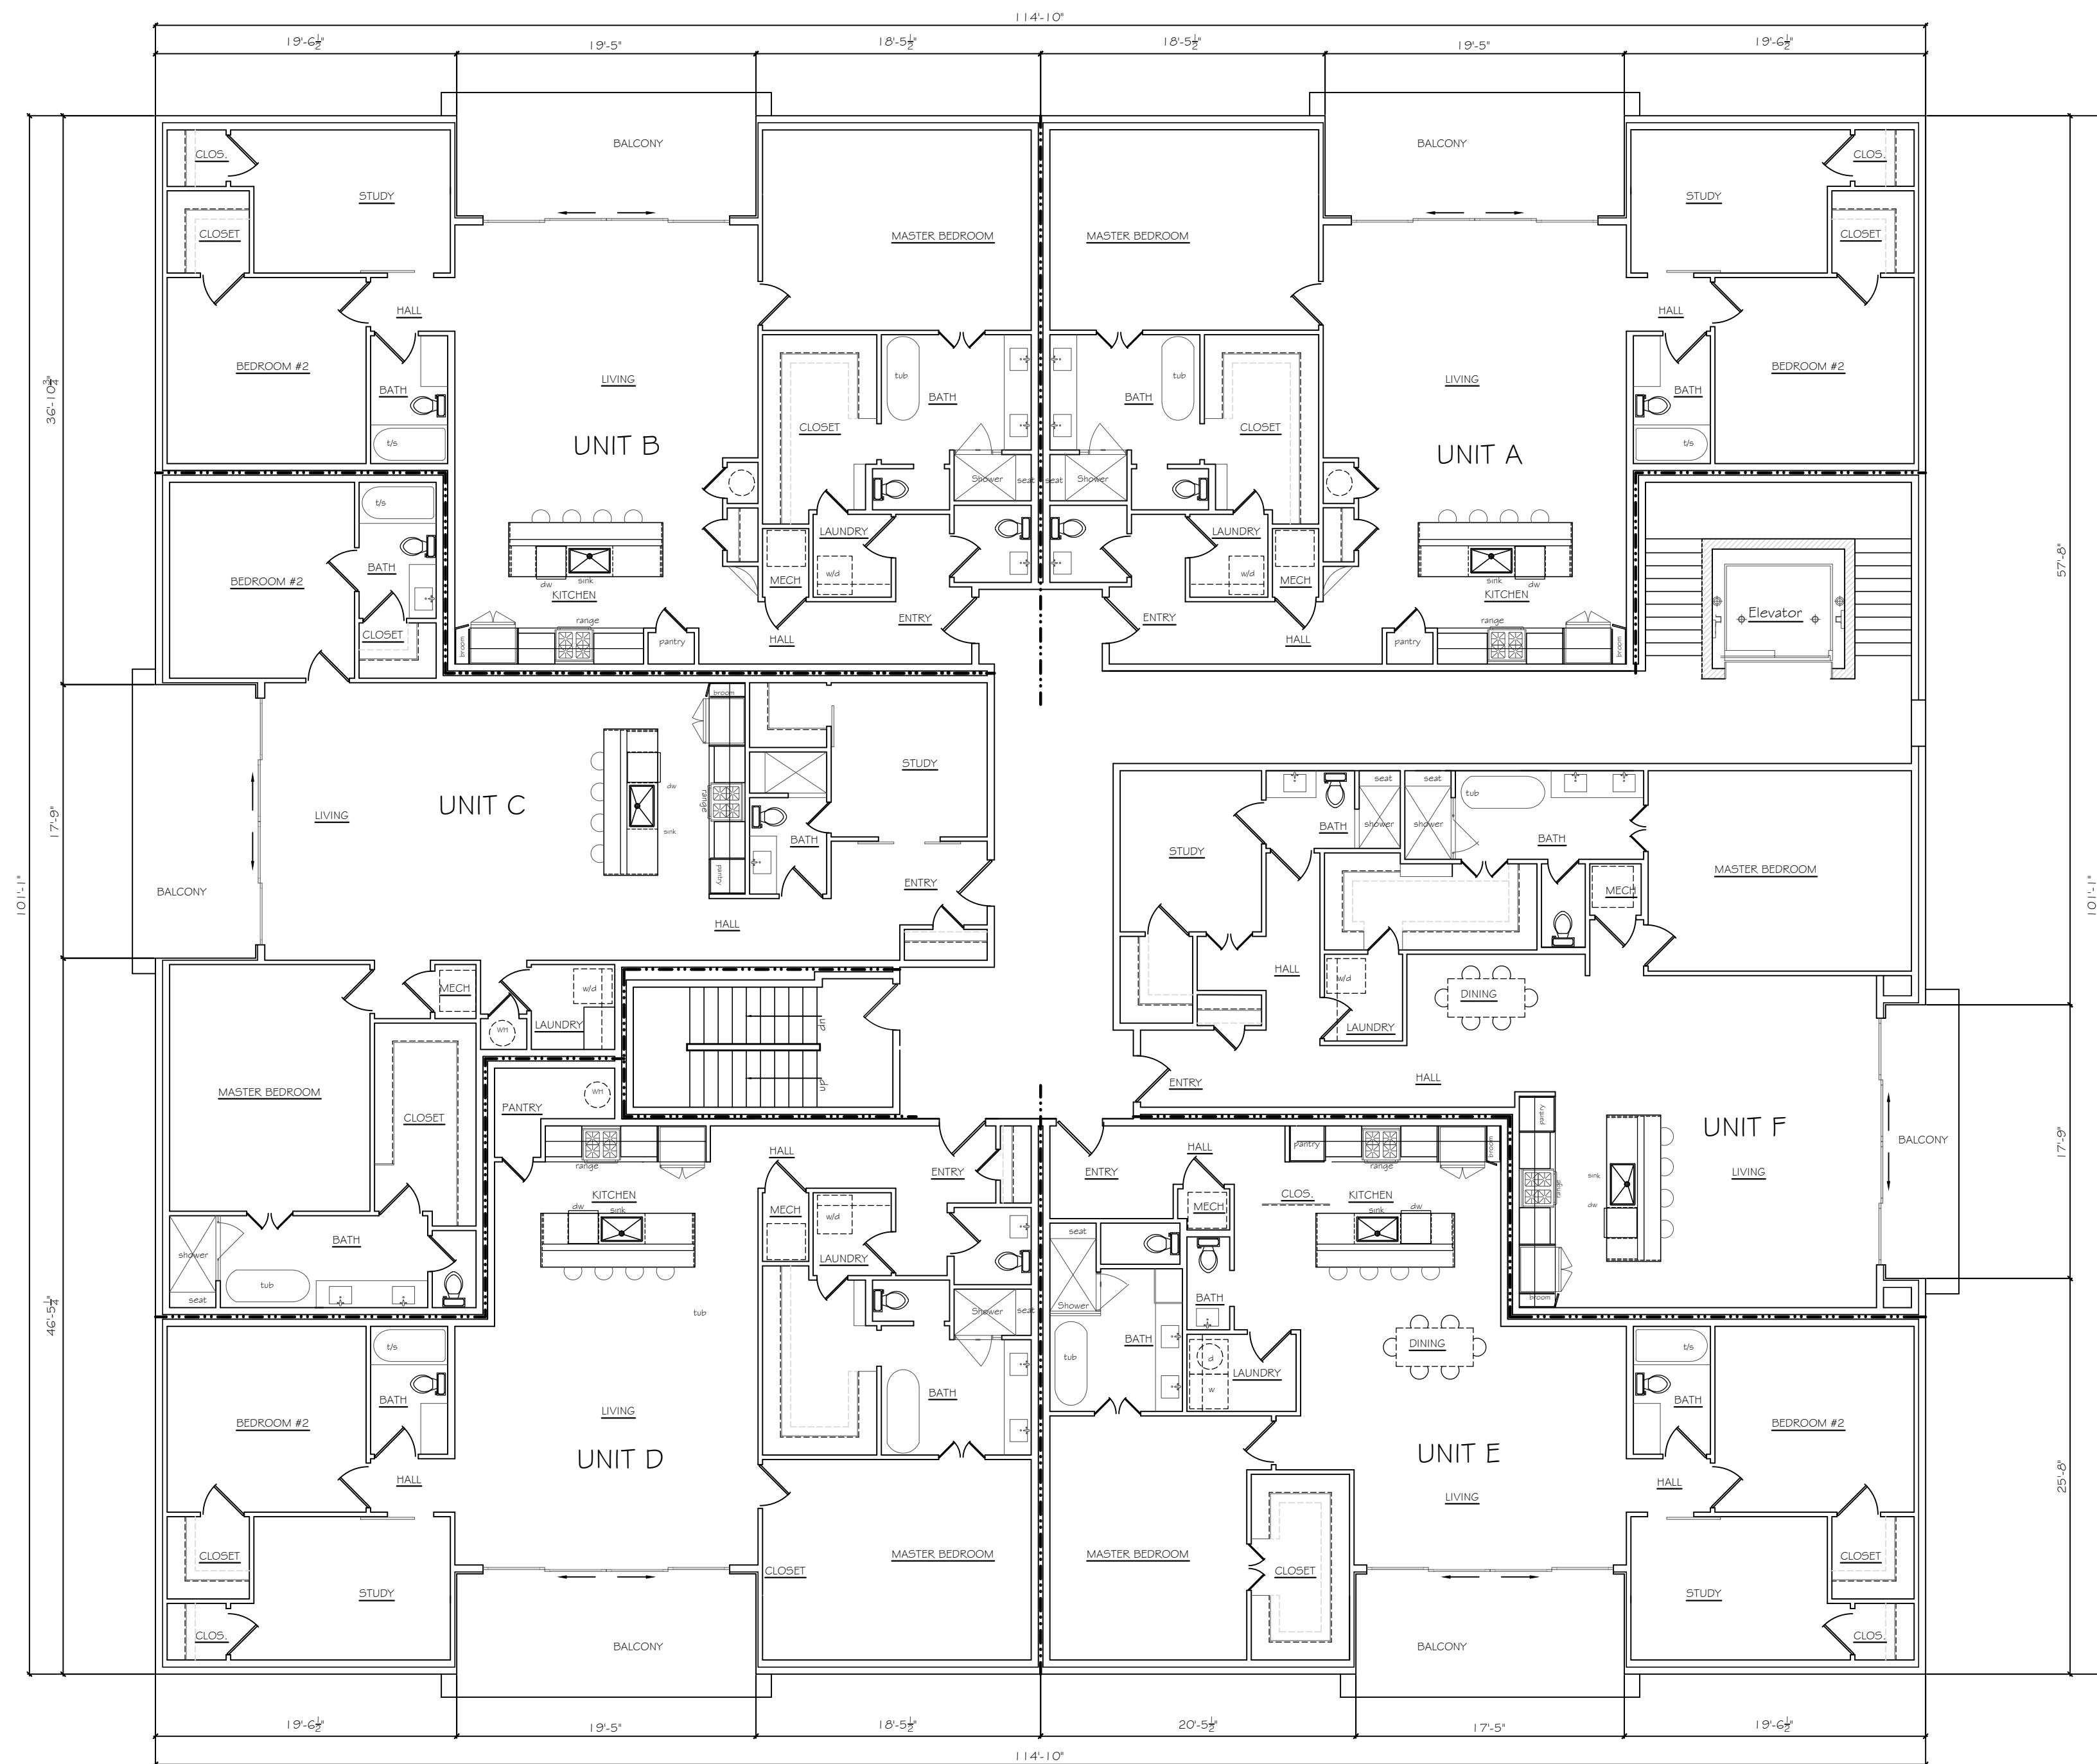 114'-10"
19'-6½"
19'-5"
18'-5½"
18'-5½"
19'-5"
19'-6½"
BALCONY
BALCONY
CLOS.
CLOS.
STUDY
STUDY
CLOSET
MASTER BEDROOM
MASTER BEDROOM
CLOSET
HALL
HALL
BEDROOM #2
LIVING
tub
tub
LIVING
BEDROOM #2
BATH
BATH
BATH
BATH
36'-10¾"
CLOSET
CLOSET
t/s
UNIT B
UNIT A
t/s
Shower
seat
seat
Shower
t/s
LAUNDRY
LAUNDRY
57'-8"
BATH
w/d
w/d
BEDROOM #2
dw
sink
MECH
MECH
sink
dw
KITCHEN
KITCHEN
Elevator
range
ENTRY
ENTRY
range
CLOSET
broom
pantry
HALL
HALL
pantry
broom
broom
STUDY
dw
seat
seat
range
tub
UNIT C
LIVING
17'-9"
sink
BATH
BATH
shower
shower
BATH
STUDY
pantry
ENTRY
MASTER BEDROOM
BALCONY
MECH
101'-1"
101'-1"
HALL
HALL
MECH
w/d
w/d
DINING
WH
LAUNDRY
dn
LAUNDRY
up
MASTER BEDROOM
WH
ENTRY
HALL
PANTRY
CLOSET
pantry
UNIT F
BALCONY
17'-9"
HALL
HALL
pantry
broom
range
ENTRY
ENTRY
range
LIVING
sink
range
KITCHEN
CLOS.
KITCHEN
dw
sink
MECH
w/d
MECH
sink
dw
dw
BATH
seat
shower
LAUNDRY
tub
seat
BATH
broom
46'-5¼"
tub
Shower
seat
Shower
t/s
BATH
DINING
t/s
tub
d
LAUNDRY
w
BATH
BATH
BATH
LIVING
BEDROOM #2
BEDROOM #2
UNIT D
UNIT E
HALL
HALL
25'-8"
LIVING
CLOSET
MASTER BEDROOM
MASTER BEDROOM
CLOSET
CLOSET
CLOSET
STUDY
STUDY
CLOS.
CLOS.
BALCONY
BALCONY
19'-6½"
19'-5"
18'-5½"
20'-5½"
17'-5"
19'-6½"
114'-10"